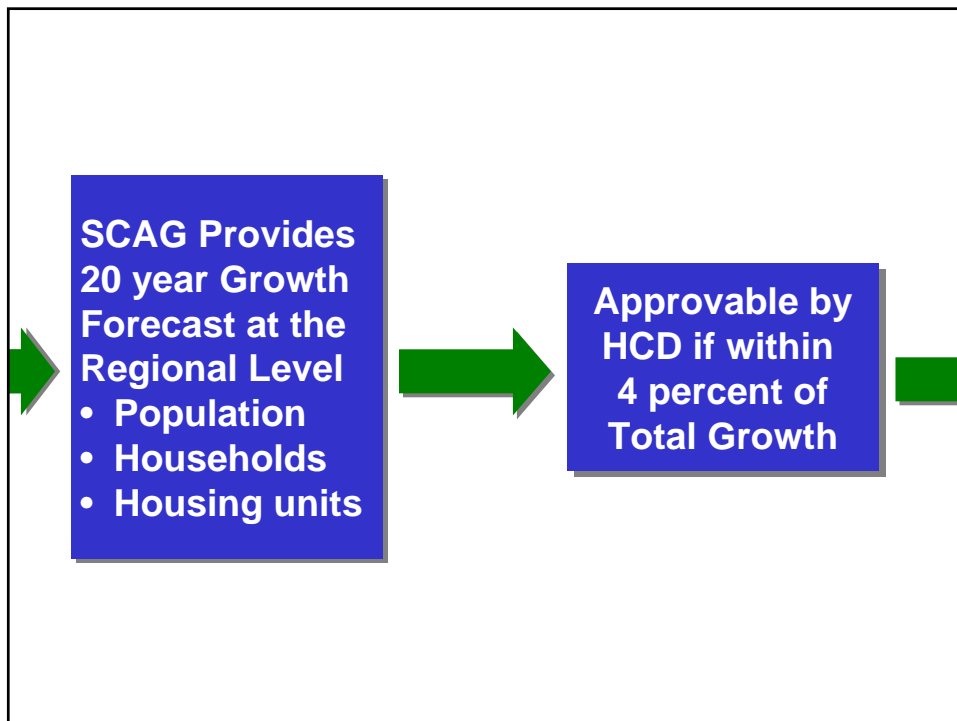 SCAG Provides
20 year Growth
Forecast at the
Regional Level
• Population
• Households
• Housing units
Approvable by
HCD if within
4 percent of
Total Growth